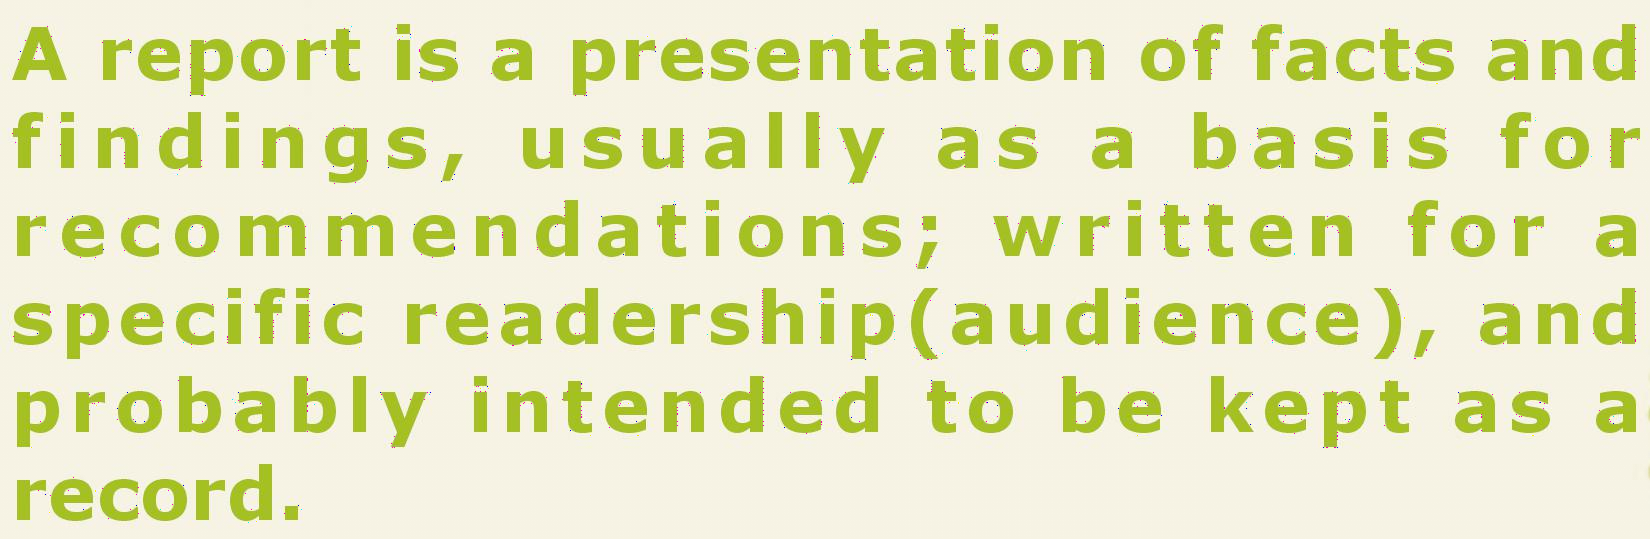 A report is a presentation of facts and
findings, usually as a basis for
recommendations; written for a
specific readership(audience), and
probably intended to be kept as a
record.